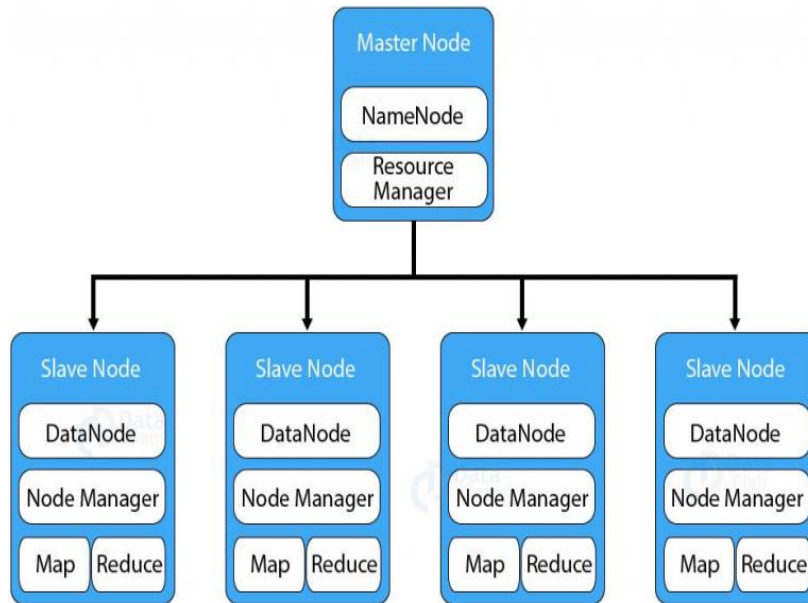 Master Node
NameNode
Resource
Manager
Slave Node
DataNode
Node Manager
Map Reduce
Slave Node
DataNode
Node Manager
Map Reduce
Slave Node
DataNode
Node Manager
Map Reduce
Slave Node
DataNode
Node Manager
Map Reduce